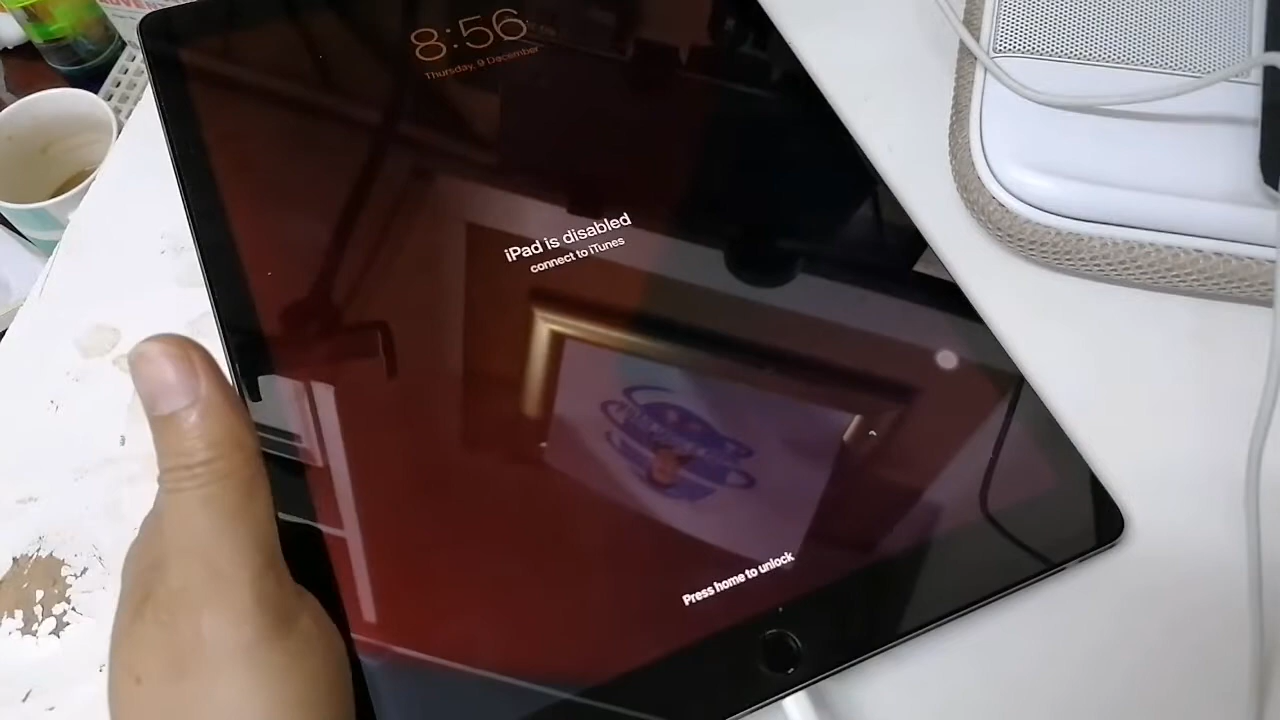 8:56
Thursday, 9 December
iPad is disabled
connect to iTunes
Press home to unlock